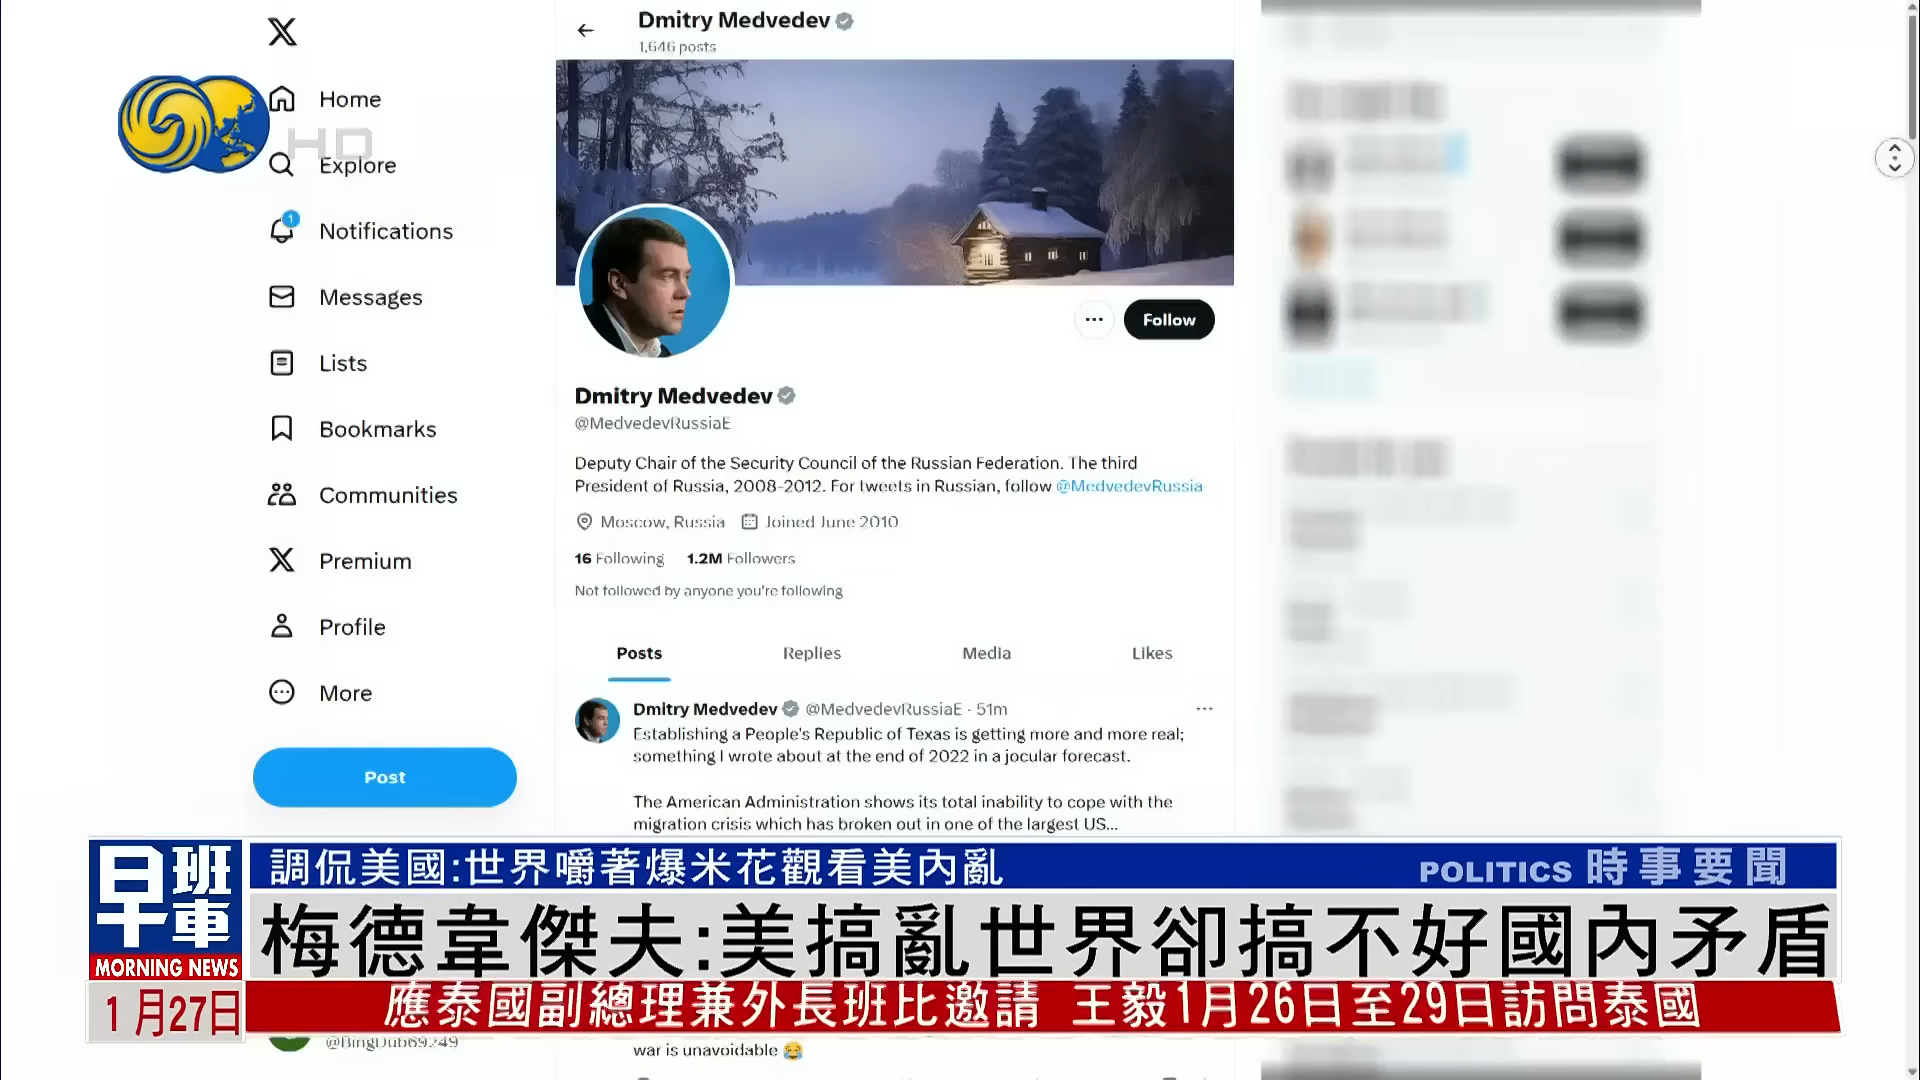 Dmitry Medvedev
1,646 posts
Home
HD
Explore
1
Notifications
Messages
Lists
Bookmarks
Communities
Premium
Profile
More
Post
Follow
Dmitry Medvedev
@MedvedevRussiaE
Deputy Chair of the Security Council of the Russian Federation. The third
President of Russia, 2008-2012. For tweets in Russian, follow @MedvedevRussia
Moscow, Russia Joined June 2010
16 Following 1.2M Followers
Not followed by anyone you're following
Posts Replies Media Likes
Dmitry Medvedev @MedvedevRussiaE · 51m
Establishing a People's Republic of Texas is getting more and more real;
something I wrote about at the end of 2022 in a jocular forecast.
The American Administration shows its total inability to cope with the
migration crisis which has broken out in one of the largest US...
早班車
MORNING NEWS
1月27日
調侃美國:世界嚼著爆米花觀看美內亂
POLITICS 時事要聞
梅德韋傑夫:美搞亂世界卻搞不好國內矛盾
應泰國副總理兼外長班比邀請 王毅1月26日至29日訪問泰國
@BingDub69249
war is unavoidable 😂